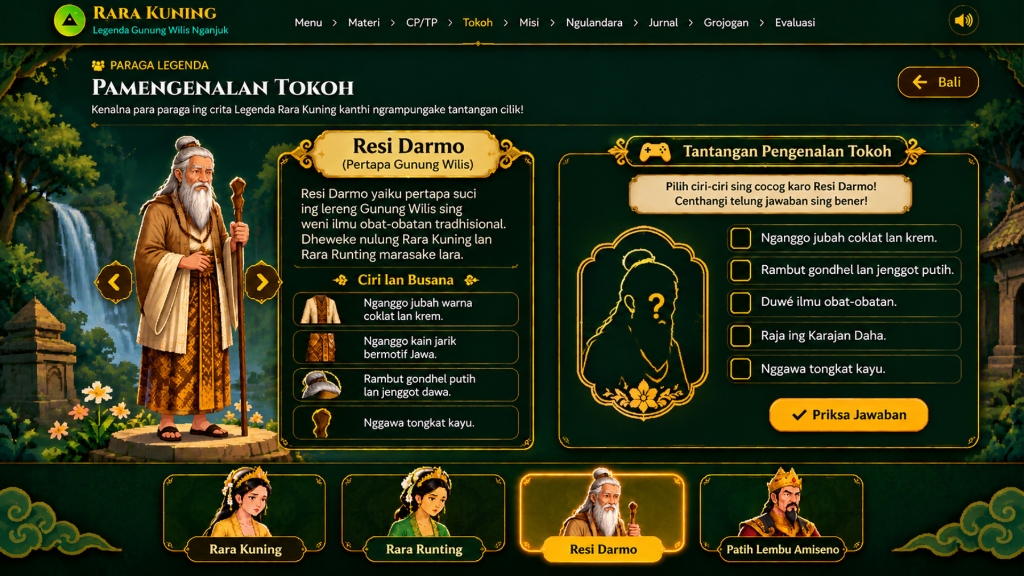 RARA KUNING
Legenda Gunung Wilis Nganjuk
Menu > Materi > CP/TP > Tokoh > Misi > Ngulandara > Jurnal > Grojogan > Evaluasi
PARAGA LEGENDA
PAMENGENALAN TOKOH
Kenalna para paraga ing crita Legenda Rara Kuning kanthi ngrampungake tantangan cilik!
Bali
Resi Darmo
(Pertapa Gunung Wilis)
Resi Darmo yaiku pertapa suci
ing lereng Gunung Wilis sing
weni ilmu obat-obatan tradhisional.
Dheweke nulung Rara Kuning lan
Rara Runting marasake lara.
Ciri lan Busana
Nganggo jubah warna
coklat lan krem.
Nganggo kain jarik
bermotif Jawa.
Rambut gondhel putih
lan jenggot dawa.
Nggawa tongkat kayu.
Tantangan Pengenalan Tokoh
Pilih ciri-ciri sing cocog karo Resi Darmo!
Centhangi telung jawaban sing bener!
?
Nganggo jubah coklat lan krem.
Rambut gondhel lan jenggot putih.
Duwé ilmu obat-obatan.
Raja ing Karajan Daha.
Nggawa tongkat kayu.
Priksa Jawaban
Rara Kuning
Rara Runting
Resi Darmo
Patih Lembu Amiseno